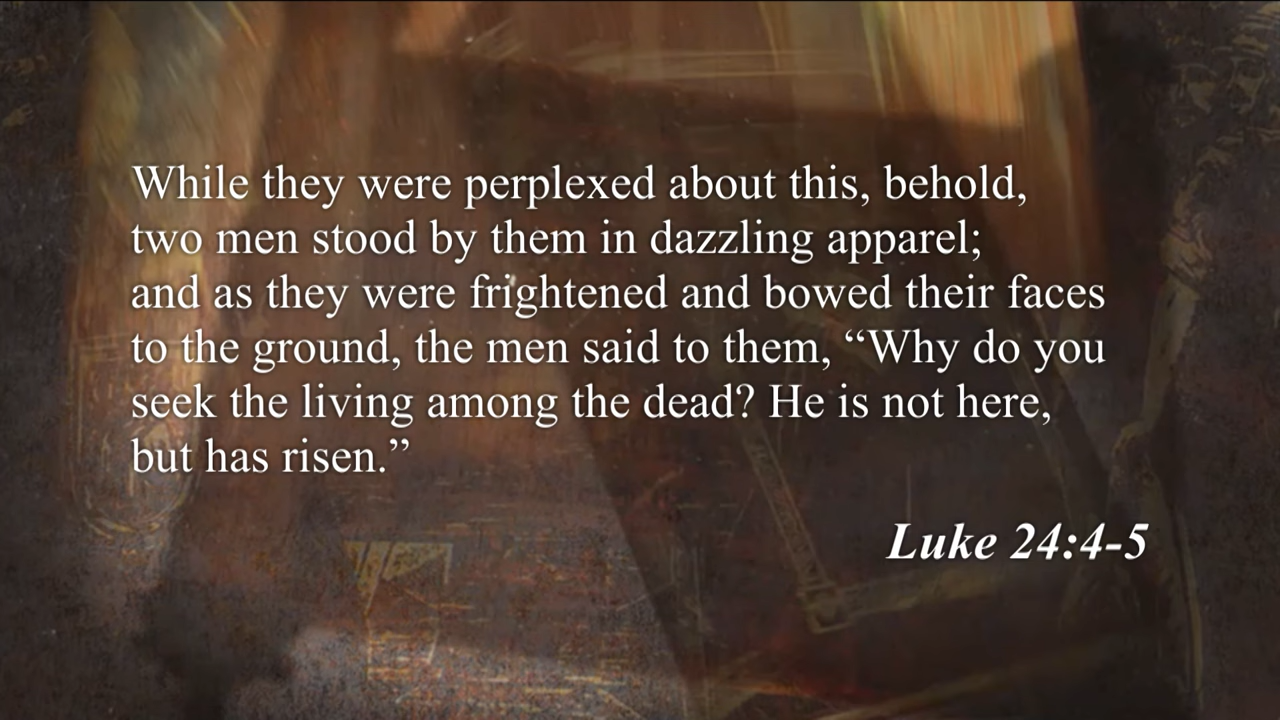 While they were perplexed about this, behold,
two men stood by them in dazzling apparel;
and as they were frightened and bowed their faces
to the ground, the men said to them, “Why do you
seek the living among the dead? He is not here,
but has risen.”
Luke 24:4-5